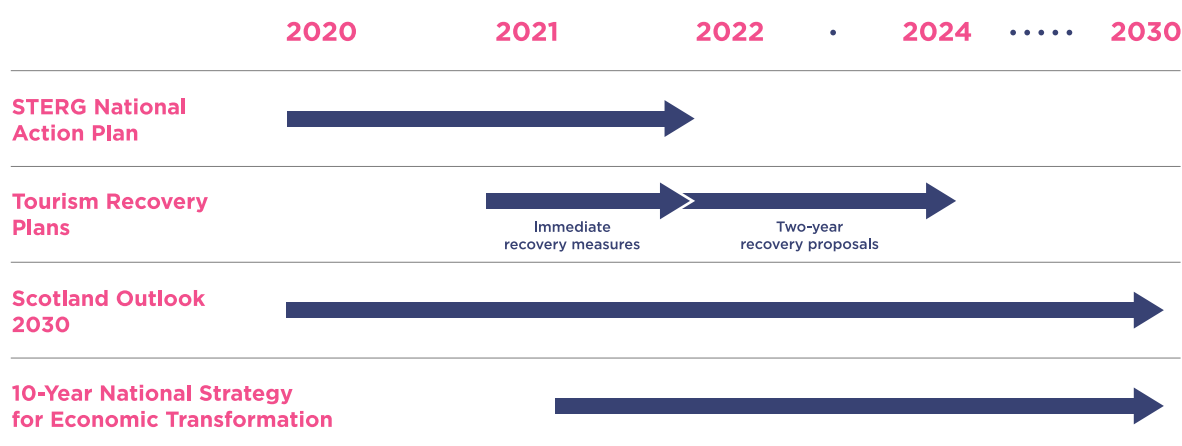 2020 2021 2022 • 2024 ••••• 2030
STERG National
Action Plan
Tourism Recovery
Plans
Immediate
recovery measures
Two-year
recovery proposals
Scotland Outlook
2030
10-Year National Strategy
for Economic Transformation